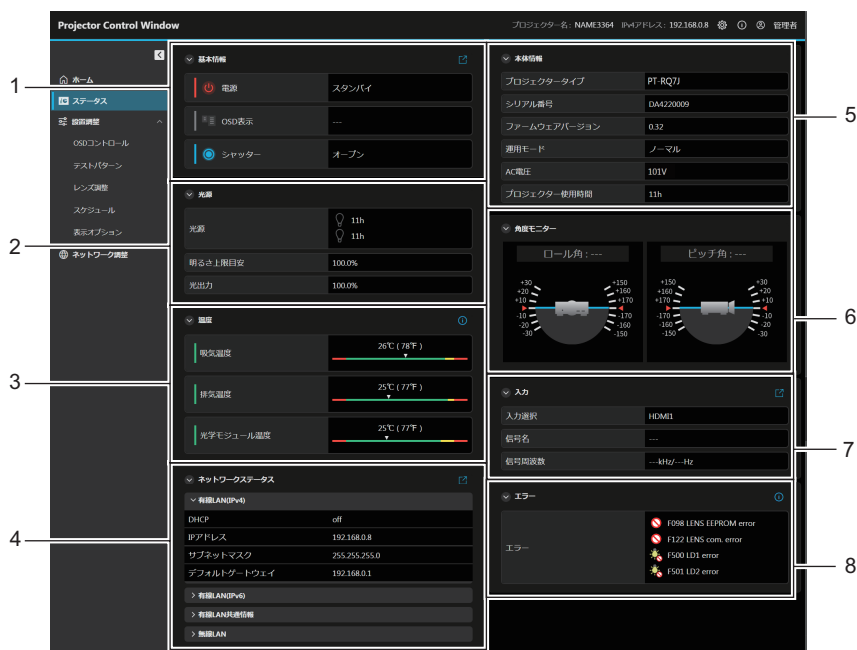 Projector Control Window
プロジェクター名: NAME3364 IPv4アドレス: 192.168.0.8 管理者
ホーム
ステータス
設置調整
OSDコントロール
テストパターン
レンズ調整
スケジュール
表示オプション
ネットワーク調整
1
基本情報
電源 スタンバイ
OSD表示 ---
シャッター オープン
2
光源
光源 11h
11h
明るさ上限目安 100.0%
光出力 100.0%
3
温度
吸気温度 26℃ (78℉)
排気温度 25℃ (77℉)
光学モジュール温度 25℃ (77℉)
4
ネットワークステータス
有線LAN(IPv4)
DHCP off
IPアドレス 192.168.0.8
サブネットマスク 255.255.255.0
デフォルトゲートウェイ 192.168.0.1
有線LAN(IPv6)
有線LAN共通情報
無線LAN
本体情報
プロジェクタータイプ PT-RQ7J
シリアル番号 DA4220009
ファームウェアバージョン 0.32
運用モード ノーマル
AC電圧 101V
プロジェクター使用時間 11h
5
角度モニター
ロール角 : ---
+30 +150
+20 +160
+10 +170
-10 -170
-20 -160
-30 -150
ピッチ角 : ---
+150 +30
+160 +20
+170 +10
-170 -10
-160 -20
-150 -30
6
入力
入力選択 HDMI1
信号名 ---
信号周波数 ---kHz/---Hz
7
エラー
エラー
F098 LENS EEPROM error
F122 LENS com. error
F500 LD1 error
F501 LD2 error
8